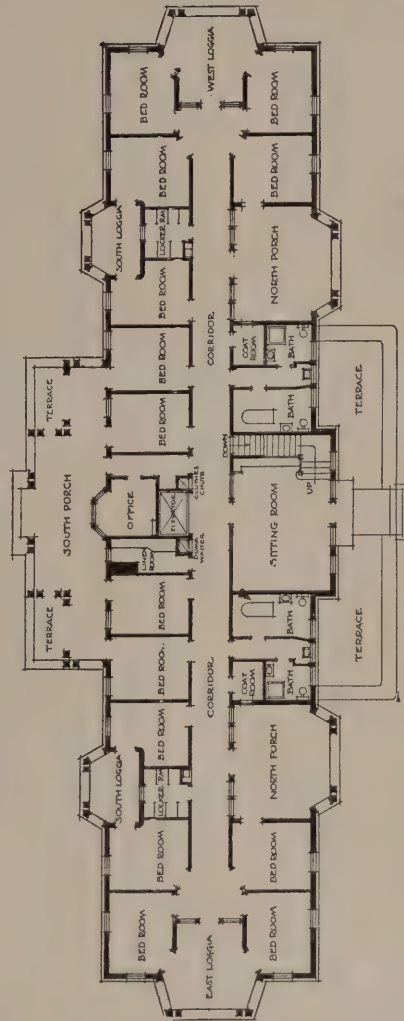 WEST LOGGIA
BED ROOM
BED ROOM
BED ROOM
BED ROOM
SOUTH LOGGIA
LOCKER RM
NORTH PORCH
BED ROOM
CORRIDOR
COAT ROOM
BATH
BED ROOM
BATH
TERRACE
TERRACE
BED ROOM
DOWN
CLOTHES CHUTE
SOUTH PORCH
OFFICE
ELEVATOR
SITTING ROOM
UP
LINEN ROOM
DUMB WAITER
TERRACE
BED ROOM
BATH
TERRACE
BED ROOM
CORRIDOR
COAT ROOM
BATH
BED ROOM
SOUTH LOGGIA
LOCKER RM
NORTH PORCH
BED ROOM
BED ROOM
BED ROOM
BED ROOM
EAST LOGGIA